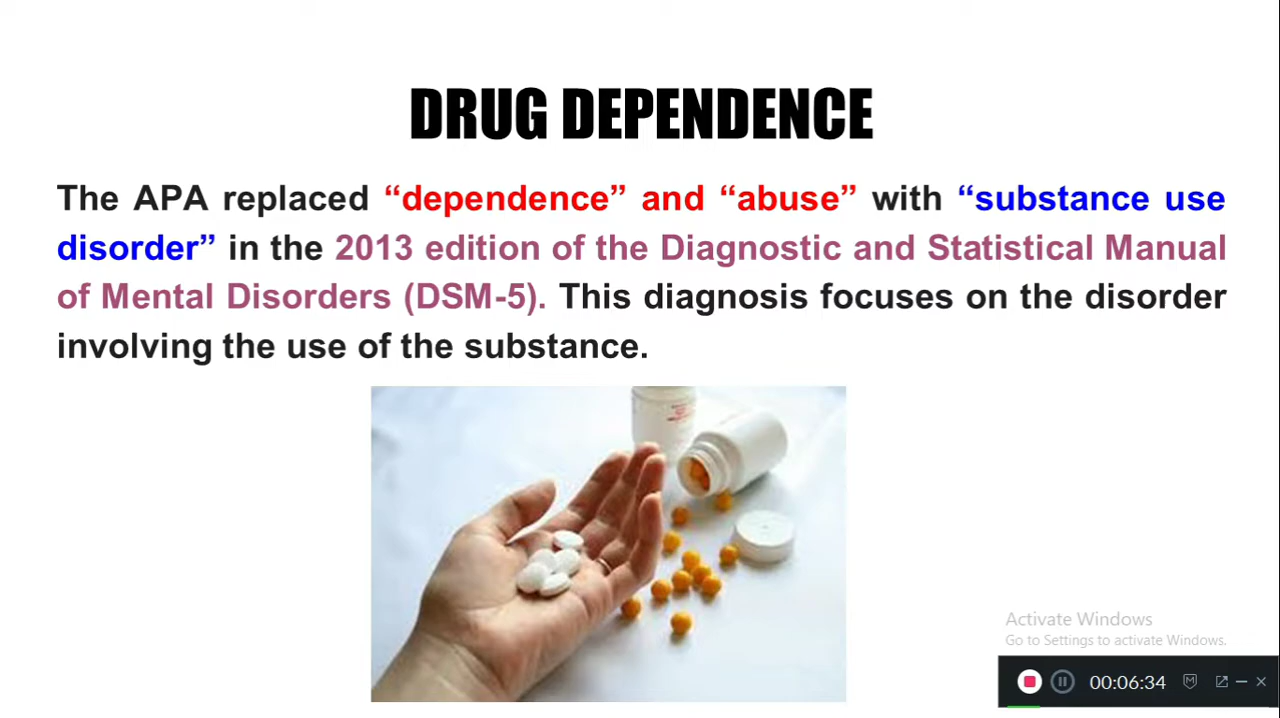 DRUG DEPENDENCE
The APA replaced “dependence” and “abuse” with “substance use
disorder” in the 2013 edition of the Diagnostic and Statistical Manual
of Mental Disorders (DSM-5). This diagnosis focuses on the disorder
involving the use of the substance.
Activate Windows
Go to Settings to activate Windows.
00:06:34